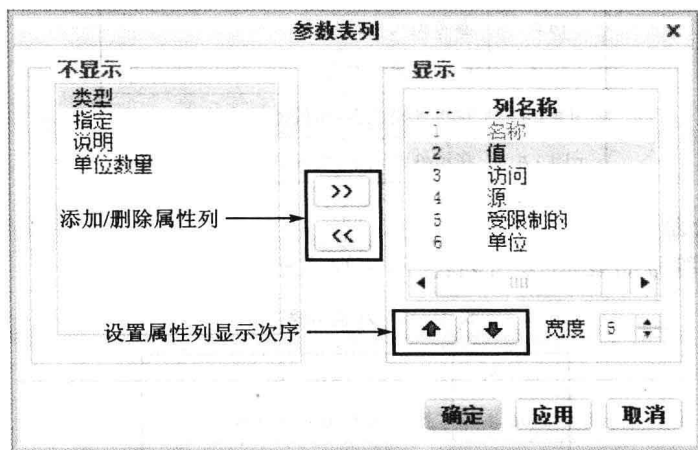 参数表列
不显示
类型
指定
说明
单位数量
添加/删除属性列
>>
<<
设置属性列显示次序
显示
... 列名称
1 名称
2 值
3 访问
4 源
5 受限制的
6 单位
宽度 5
确定 应用 取消